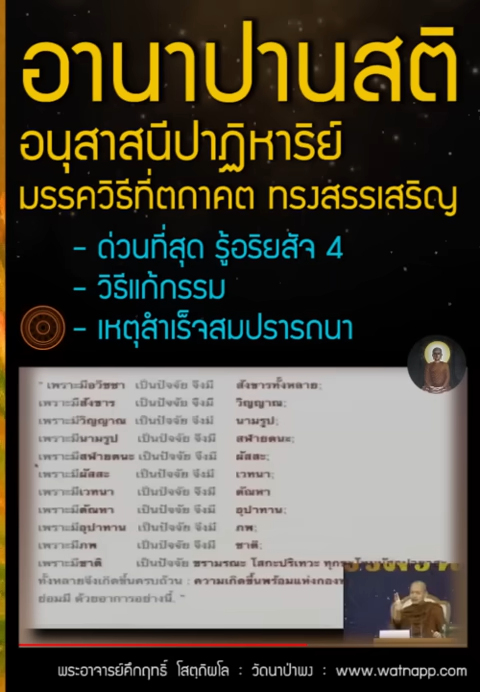 อานาปานสติ
อนุสาสนีปาฏิหาริย์
มรรควิธีที่ตถาคต ทรงสรรเสริญ
- ด่วนที่สุด รู้อริยสัจ 4
- วิธีแก้กรรม
- เหตุสำเร็จสมปรารถนา
" เพราะมีอวิชชา เป็นปัจจัย จึงมี สังขารทั้งหลาย;
เพราะมีสังขาร เป็นปัจจัย จึงมี วิญญาณ;
เพราะมีวิญญาณ เป็นปัจจัย จึงมี นามรูป;
เพราะมีนามรูป เป็นปัจจัย จึงมี สฬายตนะ;
เพราะมีสฬายตนะ เป็นปัจจัย จึงมี ผัสสะ;
เพราะมีผัสสะ เป็นปัจจัย จึงมี เวทนา;
เพราะมีเวทนา เป็นปัจจัย จึงมี ตัณหา
เพราะมีตัณหา เป็นปัจจัย จึงมี อุปาทาน;
เพราะมีอุปาทาน เป็นปัจจัย จึงมี ภพ;
เพราะมีภพ เป็นปัจจัย จึงมี ชาติ;
เพราะมีชาติ เป็นปัจจัย ชรามรณะ โสกะปริเทวะ
ทั้งหลายจึงเกิดขึ้นครบถ้วน : ความเกิดขึ้นพร้อมแห่งกอง
ย่อมมี ด้วยอาการอย่างนี้. "
พระอาจารย์คึกฤทธิ์ โสตฺถิผโล : วัดนาป่าพง : www.watnapp.com